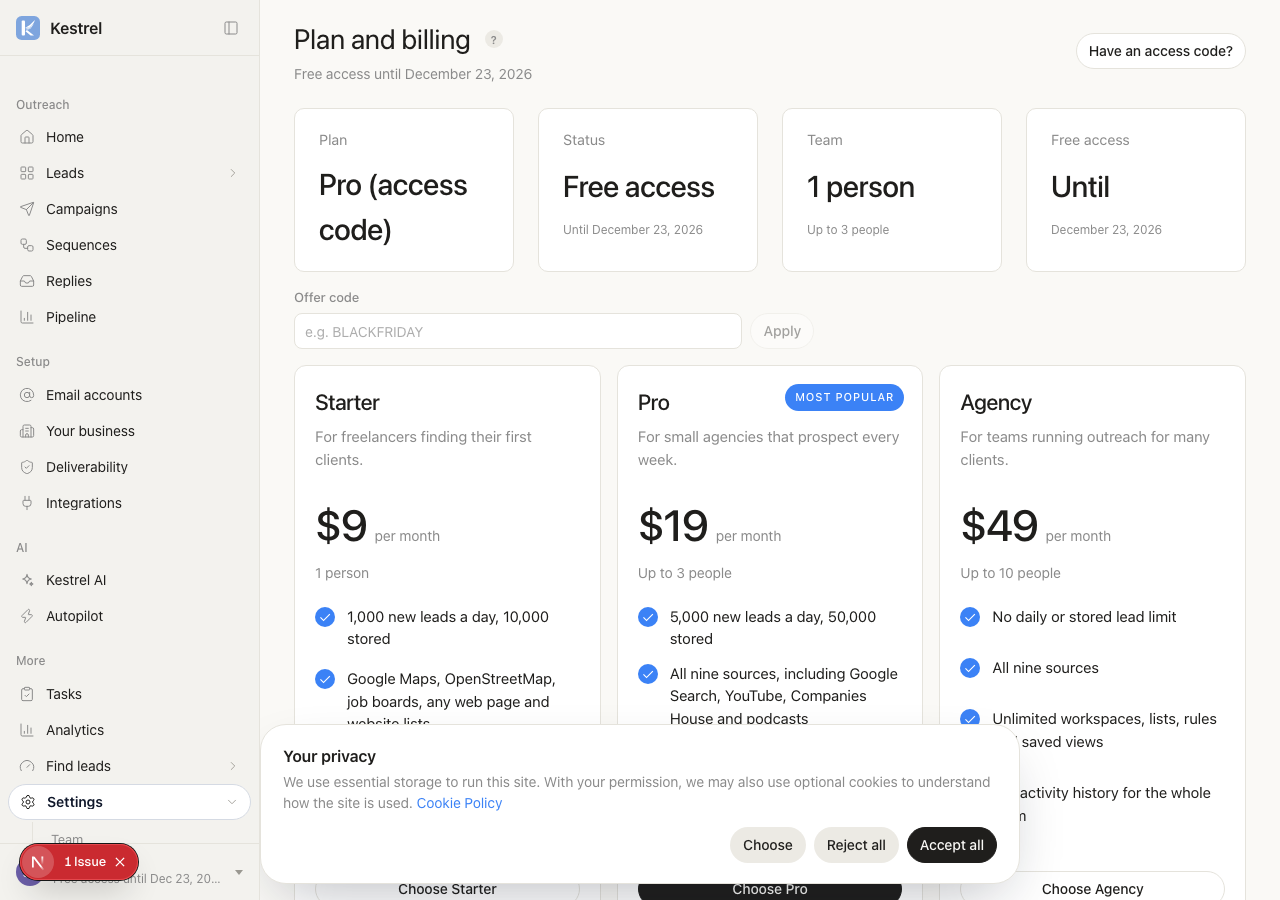 Kestrel
Outreach
Home
Leads
Campaigns
Sequences
Replies
Pipeline
Setup
Email accounts
Your business
Deliverability
Integrations
AI
Kestrel AI
Autopilot
More
Tasks
Analytics
Find leads
Settings
Team
N
1 Issue
Free access until Dec 23, 20...
Plan and billing
?
Free access until December 23, 2026
Have an access code?
Plan
Pro (access
code)
Status
Free access
Until December 23, 2026
Team
1 person
Up to 3 people
Free access
Until
December 23, 2026
Offer code
e.g. BLACKFRIDAY
Apply
Starter
For freelancers finding their first
clients.
$9 per month
1 person
1,000 new leads a day, 10,000
stored
Google Maps, OpenStreetMap,
job boards, any web page and
website lists
Choose Starter
Pro
MOST POPULAR
For small agencies that prospect every
week.
$19 per month
Up to 3 people
5,000 new leads a day, 50,000
stored
All nine sources, including Google
Search, YouTube, Companies
House and podcasts
Choose Pro
Agency
For teams running outreach for many
clients.
$49 per month
Up to 10 people
No daily or stored lead limit
All nine sources
Unlimited workspaces, lists, rules
saved views
activity history for the whole
Choose Agency
Your privacy
We use essential storage to run this site. With your permission, we may also use optional cookies to understand
how the site is used. Cookie Policy
Choose
Reject all
Accept all